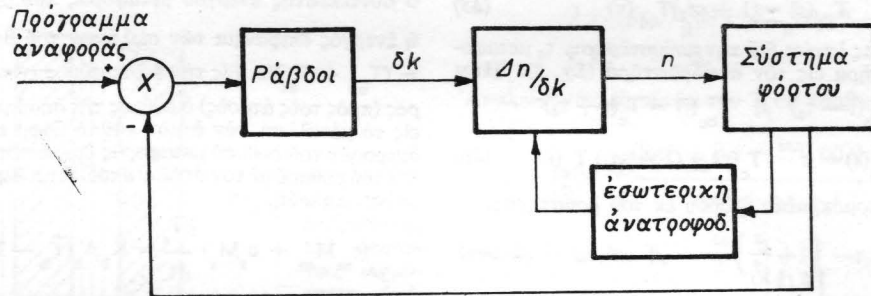 Πρόγραμμα
ἀναφορᾶς
+
X
-
Ράβδοι
δk
Δn/δk
n
Σύστημα
φόρτου
ἐσωτερική
ἀνατροφοδ.